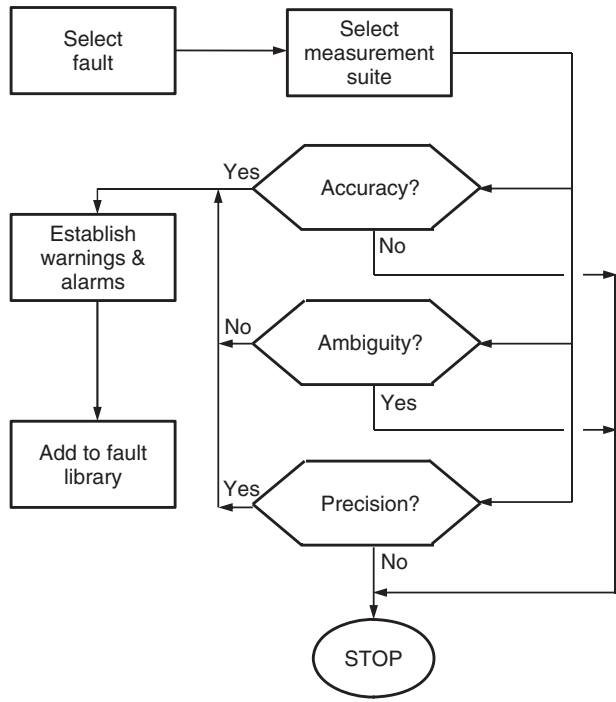 Select
fault
Select
measurement
suite
Yes
Accuracy?
Establish
warnings &
alarms
No
No
Ambiguity?
Yes
Add to fault
library
Yes
Precision?
No
STOP